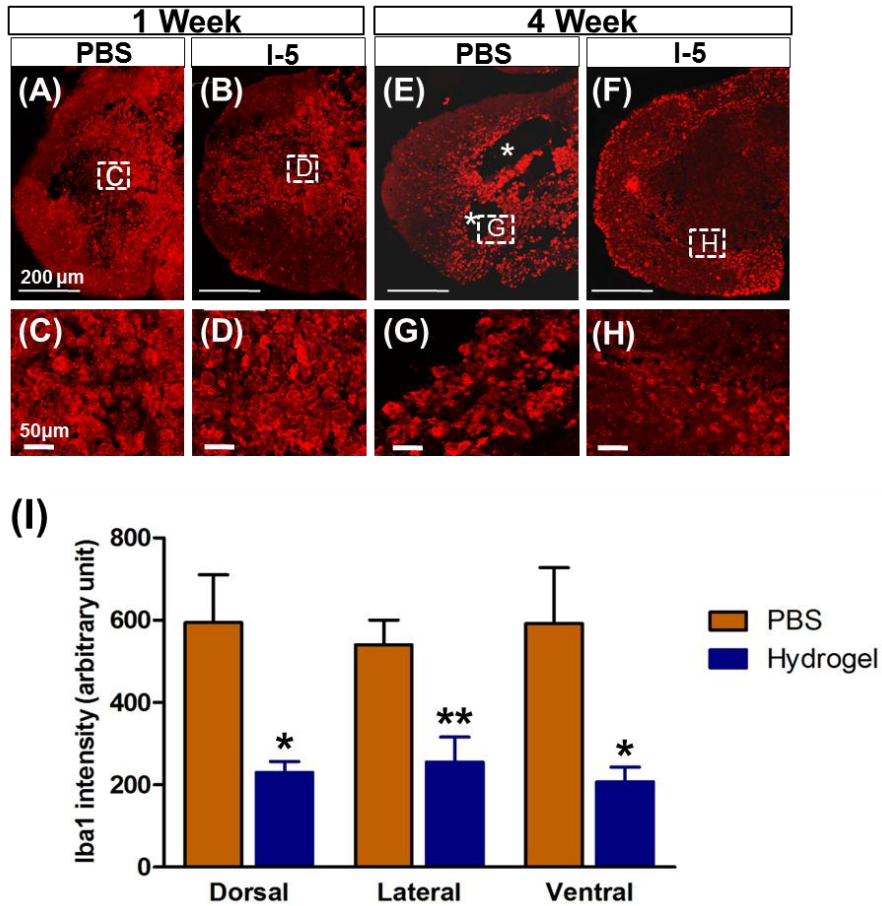 1 Week 4 Week
PBS I-5 PBS I-5
(A) (B) (E) (F)
C D * * G H
200 µm
(C) (D) (G) (H)
50µm
(I)
Iba1 intensity (arbitrary unit)
800
600
400
200
0
* ** *
Dorsal Lateral Ventral
PBS
Hydrogel